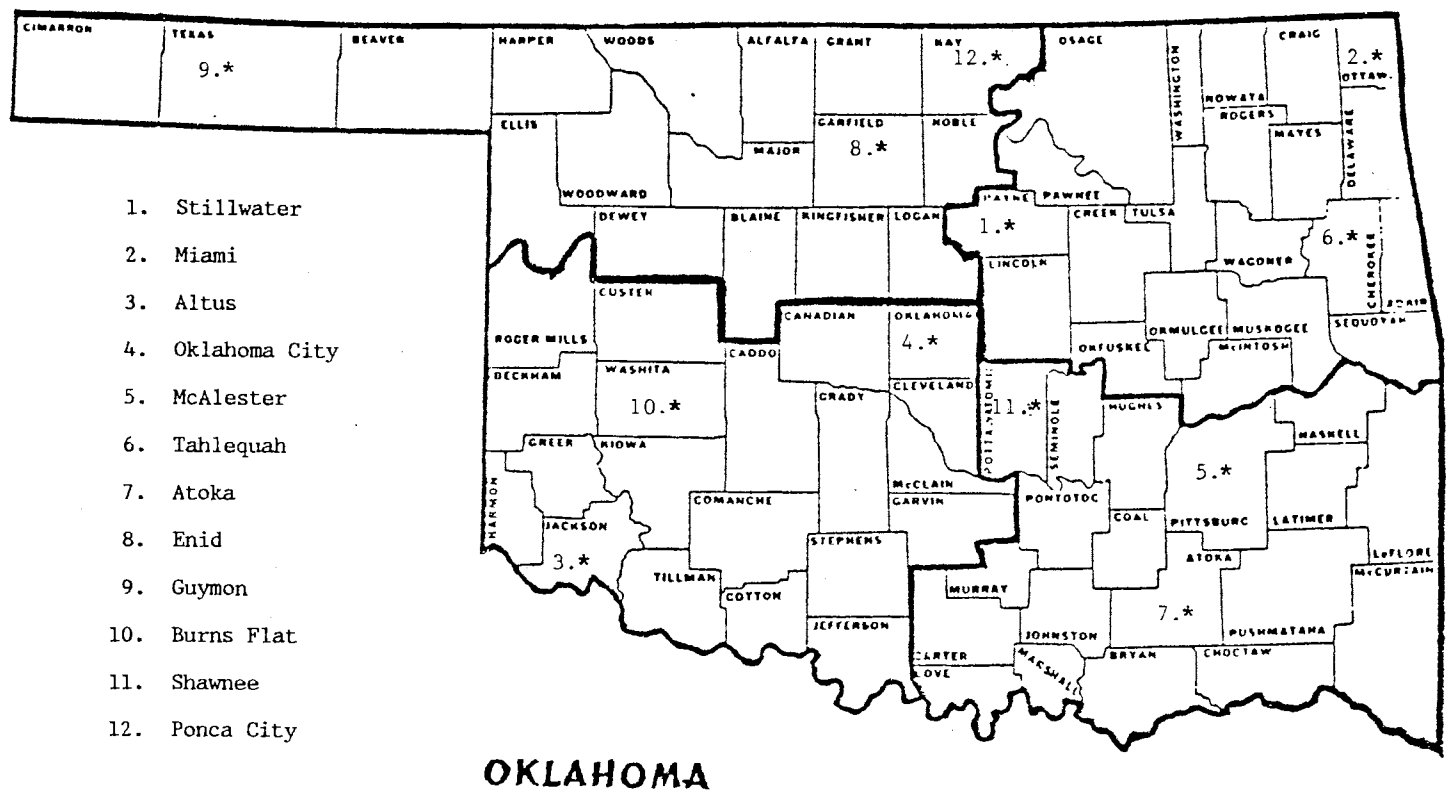 CIMARRON
TEXAS
BEAVER
HARPER
WOODS
ALFALFA
GRANT
KAY
OSAGE
CRAIG
9.*
12.*
2.*
WASHINGTON
NOWATA
ROGERS
MAYES
DELAWARE
ELLIS
MAJOR
GARFIELD
NOBLE
8.*
WOODWARD
PAYNE
PAWNEE
DEWEY
BLAINE
KINGFISHER
LOGAN
CREEK
TULSA
1.*
6.*
LINCOLN
WAGONER
CHEROKEE
CUSTER
CANADIAN
OKLAHOMA
ROGER MILLS
CADDO
4.*
OKMULGEE
MUSKOGEE
SEQUOYAH
McINTOSH
WASHITA
CLEVELAND
GRADY
10.*
11.*
SEMINOLE
HUGHES
HASKELL
GREER
KIOWA
5.*
HARMON
COMANCHE
McCLAIN
GARVIN
PONTOTOC
COAL
PITTSBURG
LATIMER
JACKSON
STEPHENS
ATOKA
LeFLORE
McCURTAIN
3.*
TILLMAN
COTTON
MURRAY
7.*
JEFFERSON
JOHNSTON
PUSHMATAHA
CARTER
LOVE
MARSHALL
BRYAN
CHOCTAW
1. Stillwater
2. Miami
3. Altus
4. Oklahoma City
5. McAlester
6. Tahlequah
7. Atoka
8. Enid
9. Guymon
10. Burns Flat
11. Shawnee
12. Ponca City
OKLAHOMA